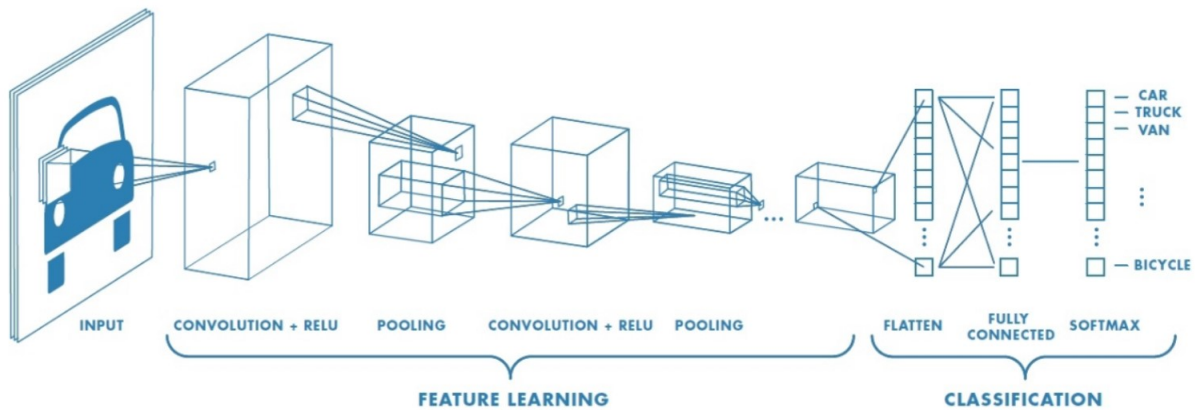 CAR
TRUCK
VAN
BICYCLE
INPUT
CONVOLUTION + RELU
POOLING
CONVOLUTION + RELU
POOLING
FLATTEN
FULLY
CONNECTED
SOFTMAX
FEATURE LEARNING
CLASSIFICATION